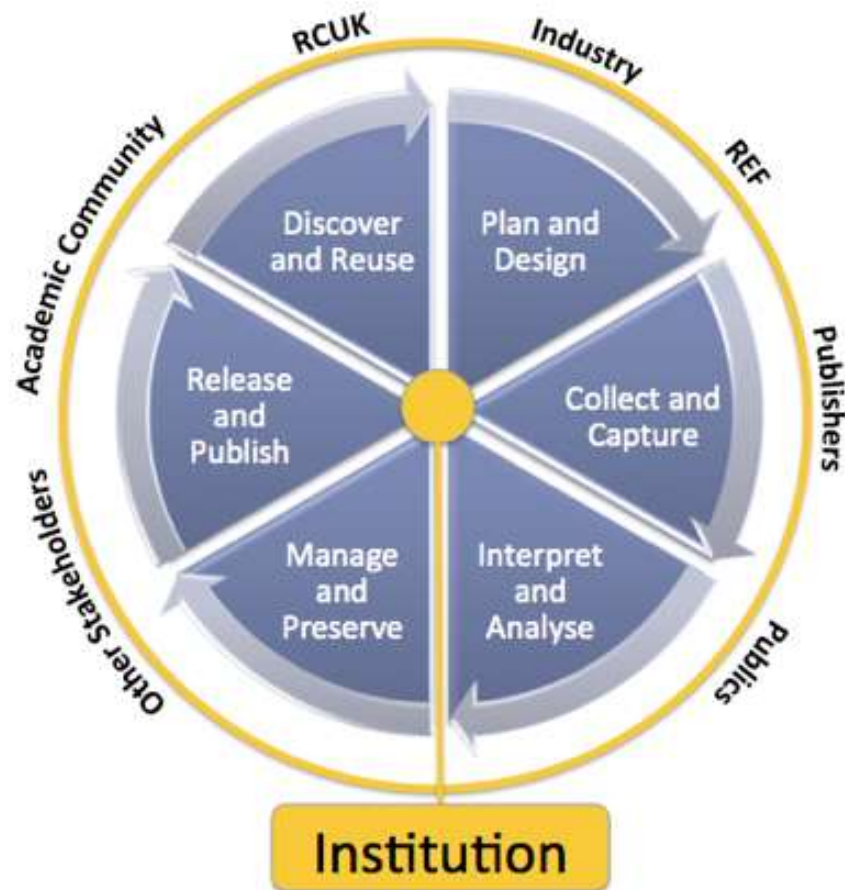 RCUK
Industry
REF
Publishers
Publics
Other Stakeholders
Academic Community
Discover
and Reuse
Plan and
Design
Collect and
Capture
Interpret
and
Analyse
Manage
and
Preserve
Release
and
Publish
Institution